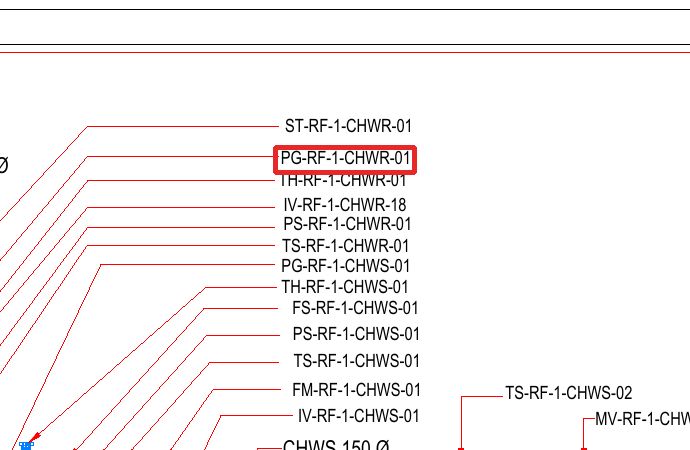 ST-RF-1-CHWR-01
Ø
PG-RF-1-CHWR-01
TH-RF-1-CHWR-01
IV-RF-1-CHWR-18
PS-RF-1-CHWR-01
TS-RF-1-CHWR-01
PG-RF-1-CHWS-01
TH-RF-1-CHWS-01
FS-RF-1-CHWS-01
PS-RF-1-CHWS-01
TS-RF-1-CHWS-01
FM-RF-1-CHWS-01
TS-RF-1-CHWS-02
IV-RF-1-CHWS-01
MV-RF-1-CHW
CHWS 150 Ø